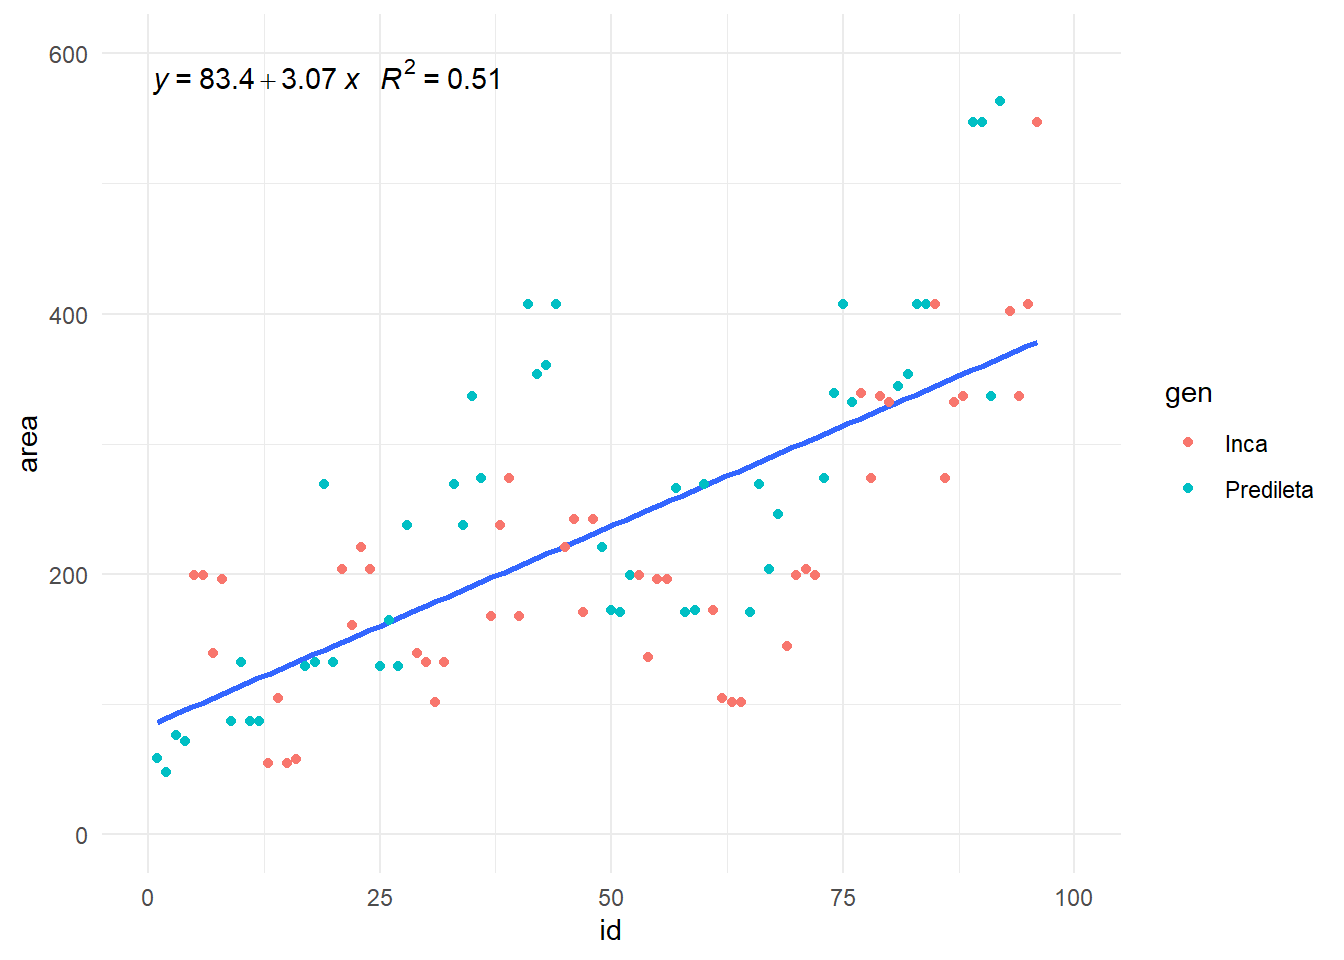 600
y = 83.4 + 3.07 x R² = 0.51
400
gen
area
Inca
Predileta
200
0
0 25 50 75 100
id